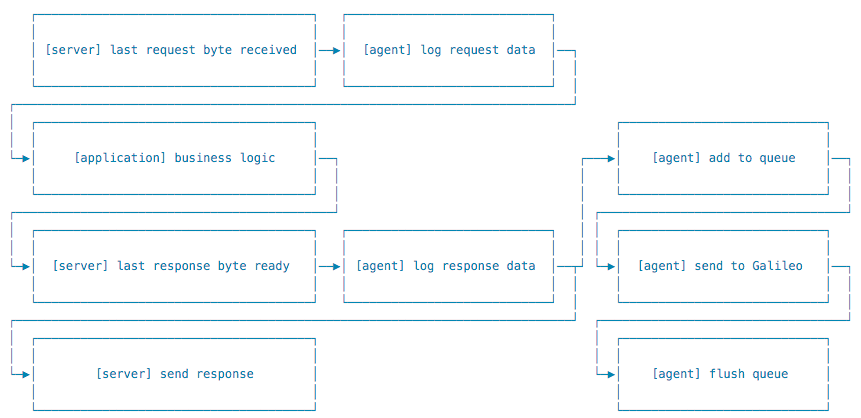 [server] last request byte received
[agent] log request data
[application] business logic
[agent] add to queue
[server] last response byte ready
[agent] log response data
[agent] send to Galileo
[server] send response
[agent] flush queue